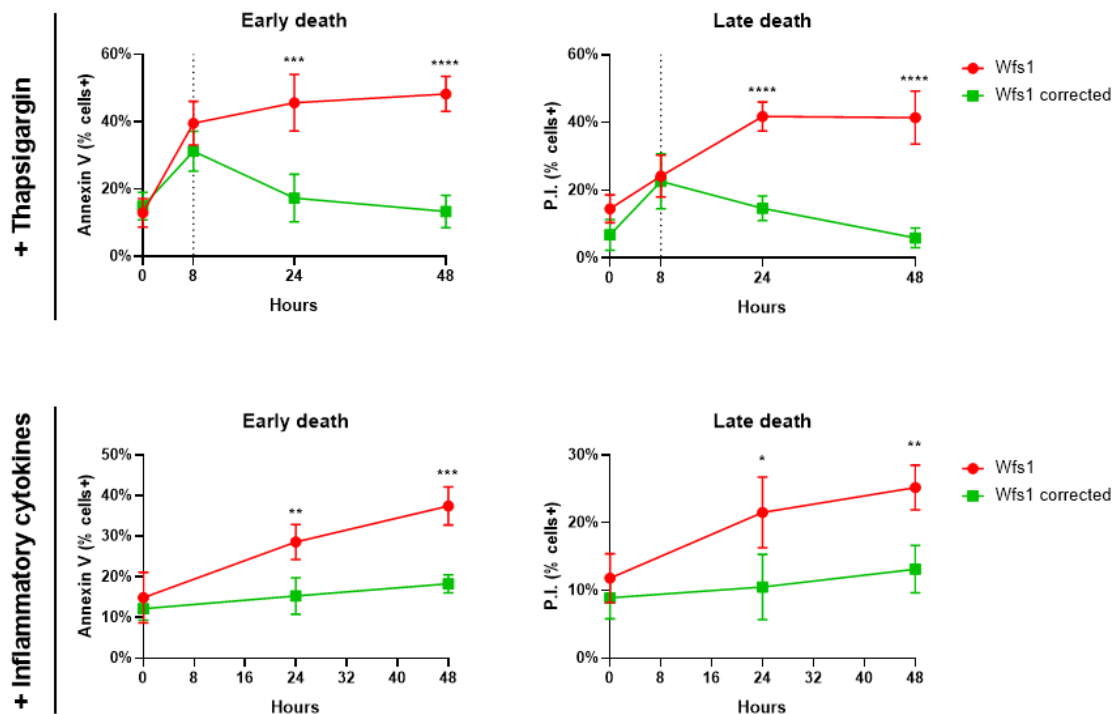 + Thapsigargin
Early death
Annexin V (% cells+)
60%
40%
20%
0%
***
****
0 8 24 48
Hours
Late death
P.I. (% cells+)
60%
40%
20%
0%
****
****
0 8 24 48
Hours
Wfs1
Wfs1 corrected
+ Inflammatory cytokines
Early death
Annexin V (% cells+)
50%
40%
30%
20%
10%
0%
**
***
0 8 16 24 32 40 48
Hours
Late death
P.I. (% cells+)
30%
20%
10%
0%
*
**
0 8 16 24 32 40 48
Hours
Wfs1
Wfs1 corrected